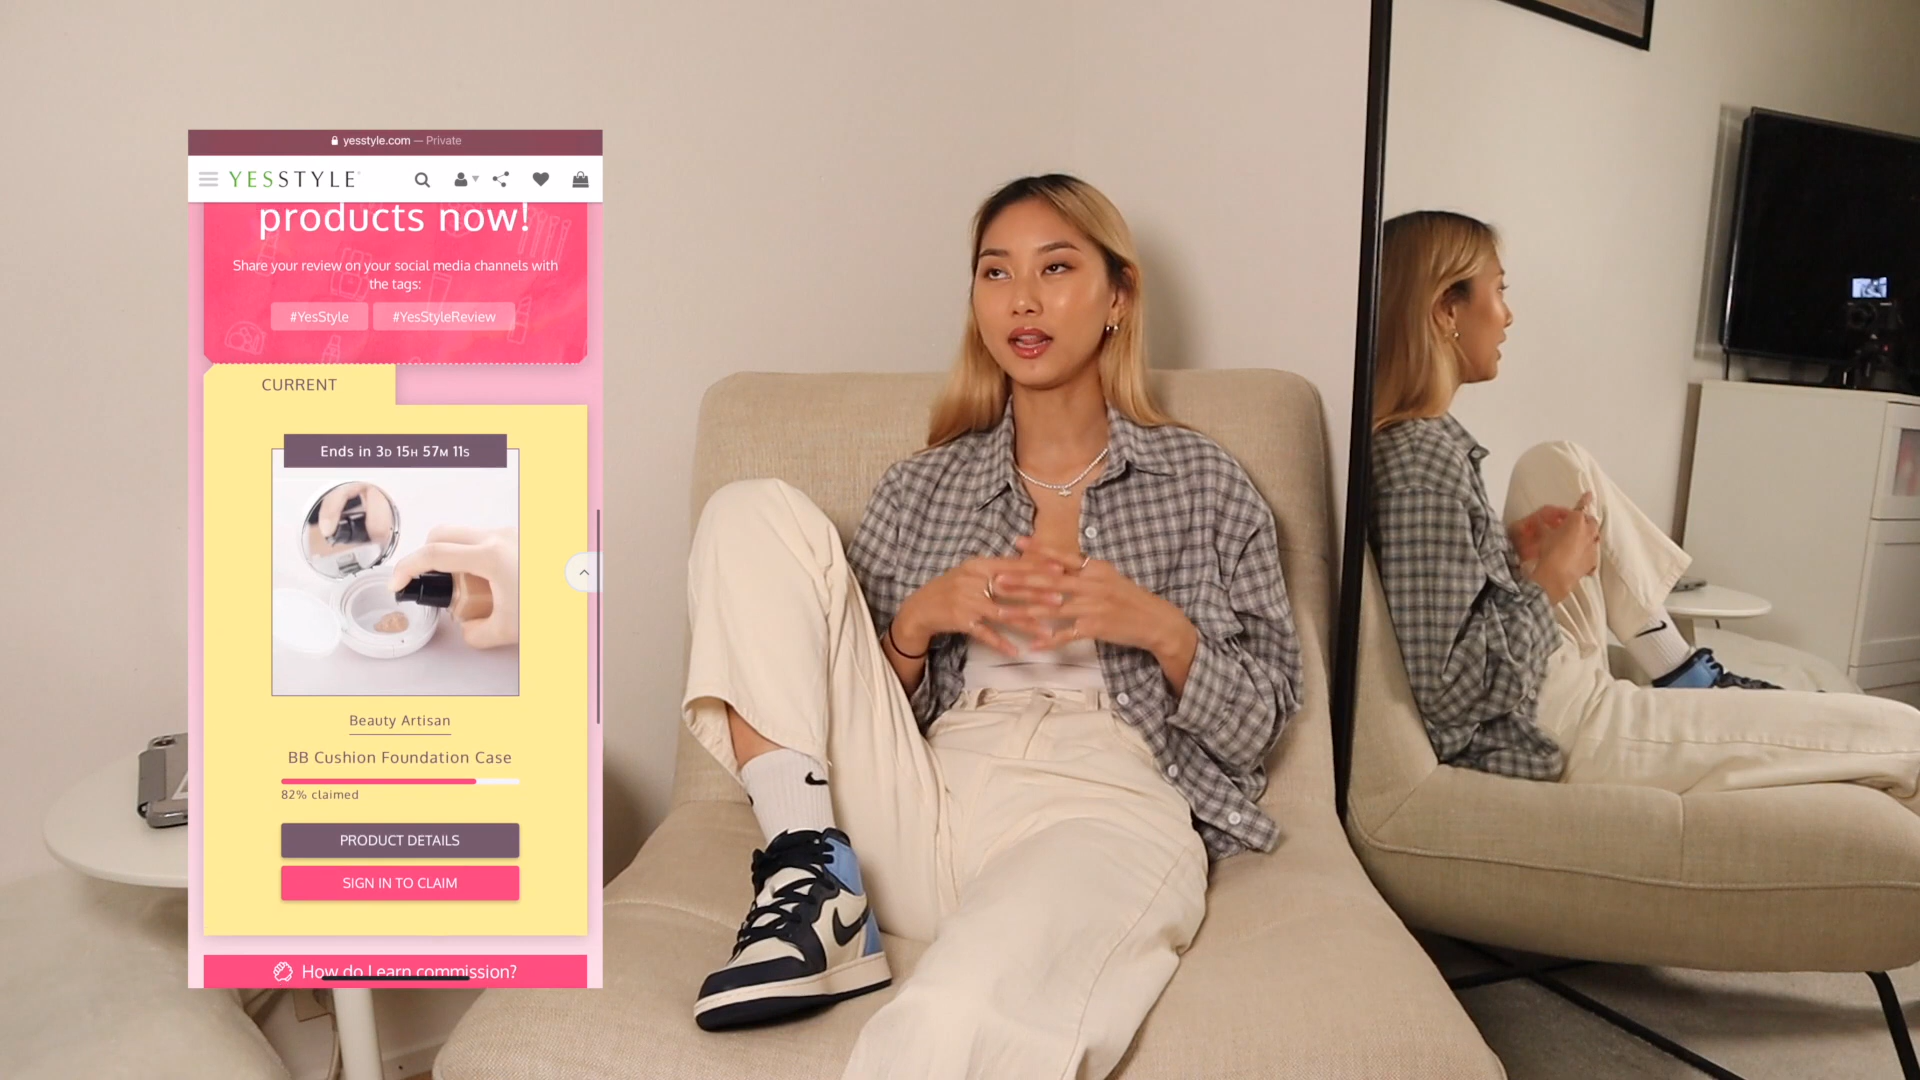 yesstyle.com — Private
YESSTYLE
products now!
Share your review on your social media channels with
the tags:
#YesStyle #YesStyleReview
CURRENT
Ends in 3D 15H 57M 11S
Beauty Artisan
BB Cushion Foundation Case
82% claimed
PRODUCT DETAILS
SIGN IN TO CLAIM
How do I earn commission?